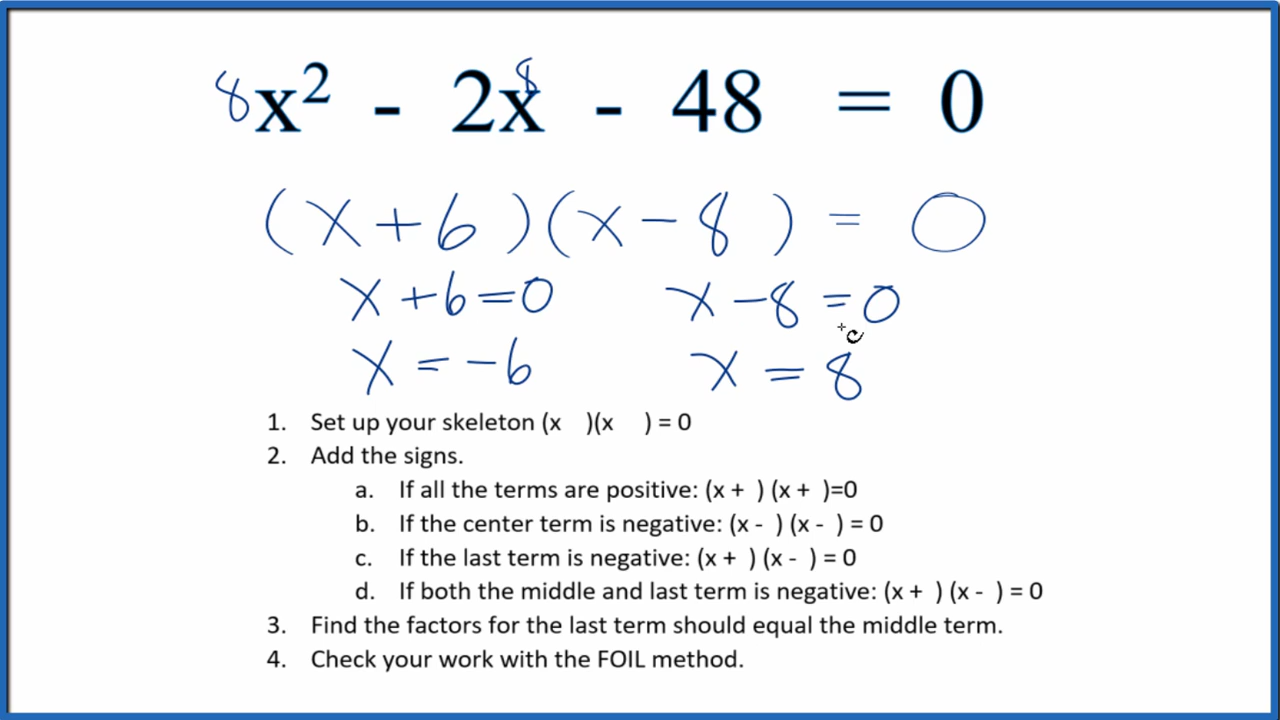 8x² - 2x⁸ - 48 = 0
(x+6)(x-8) = 0
x+6=0 x-8=0
x=-6 x=8
1. Set up your skeleton (x )(x ) = 0
2. Add the signs.
a. If all the terms are positive: (x + ) (x + )=0
b. If the center term is negative: (x - ) (x - ) = 0
c. If the last term is negative: (x + ) (x - ) = 0
d. If both the middle and last term is negative: (x + ) (x - ) = 0
3. Find the factors for the last term should equal the middle term.
4. Check your work with the FOIL method.